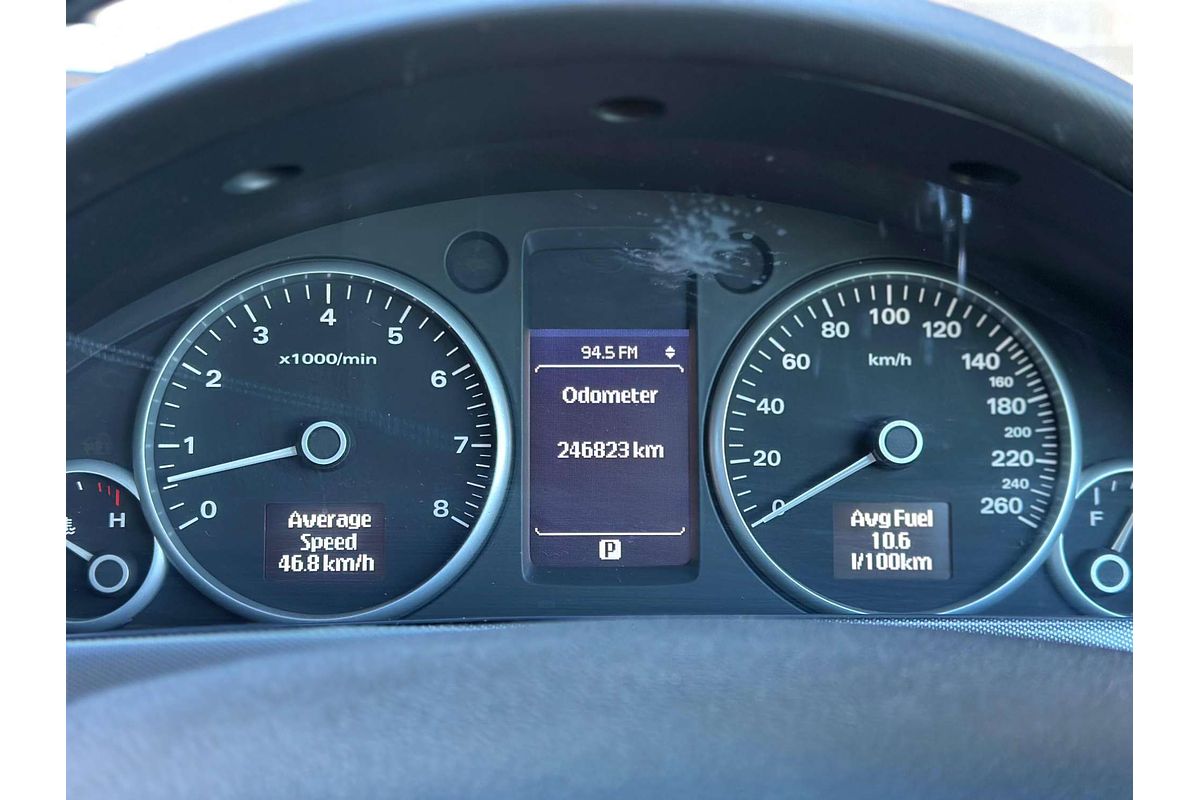 0
1
2
3
4
5
6
7
8
x1000/min
Average
Speed
46.8 km/h
H
94.5 FM
Odometer
246823 km
P
0
20
40
60
80
100
120
140
160
180
200
220
240
260
km/h
Avg Fuel
10.6
l/100km
F